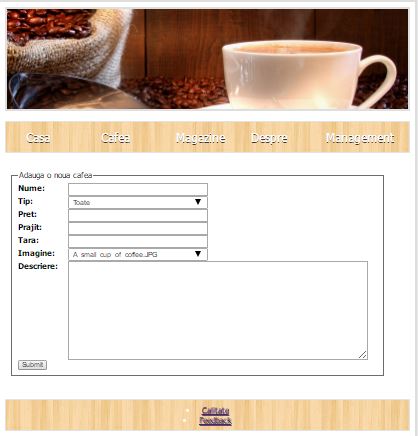 Casa Cafea Magazine Despre Management
Adauga o noua cafea
Nume:
Tip: Toate
Pret:
Prajit:
Tara:
Imagine: A small cup of coffee.JPG
Descriere:
Submit
Calitate
Feedback